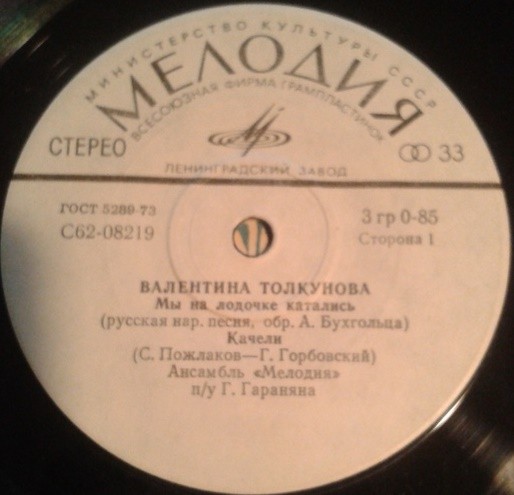 МИНИСТЕРСТВО КУЛЬТУРЫ СССР
МЕЛОДИЯ
ВСЕСОЮЗНАЯ ФИРМА ГРАМПЛАСТИНОК
СТЕРЕО
33
ЛЕНИНГРАДСКИЙ ЗАВОД
ГОСТ 5289-73
3 гр 0-85
С62-08219
Сторона 1
ВАЛЕНТИНА ТОЛКУНОВА
Мы на лодочке катались
(русская нар. песня, обр. А. Бухгольца)
Качели
(С. Пожлаков—Г. Горбовский)
Ансамбль «Мелодия»
п/у Г. Гараняна